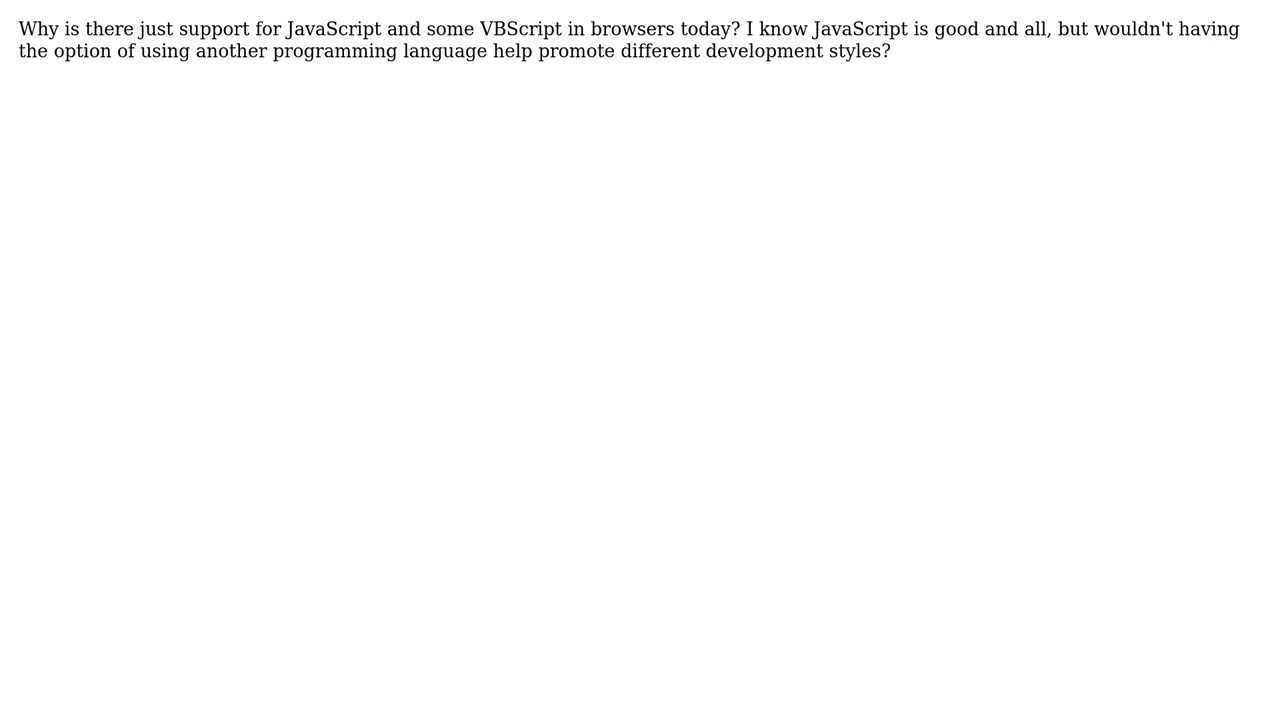 Why is there just support for JavaScript and some VBScript in browsers today? I know JavaScript is good and all, but wouldn't having
the option of using another programming language help promote different development styles?